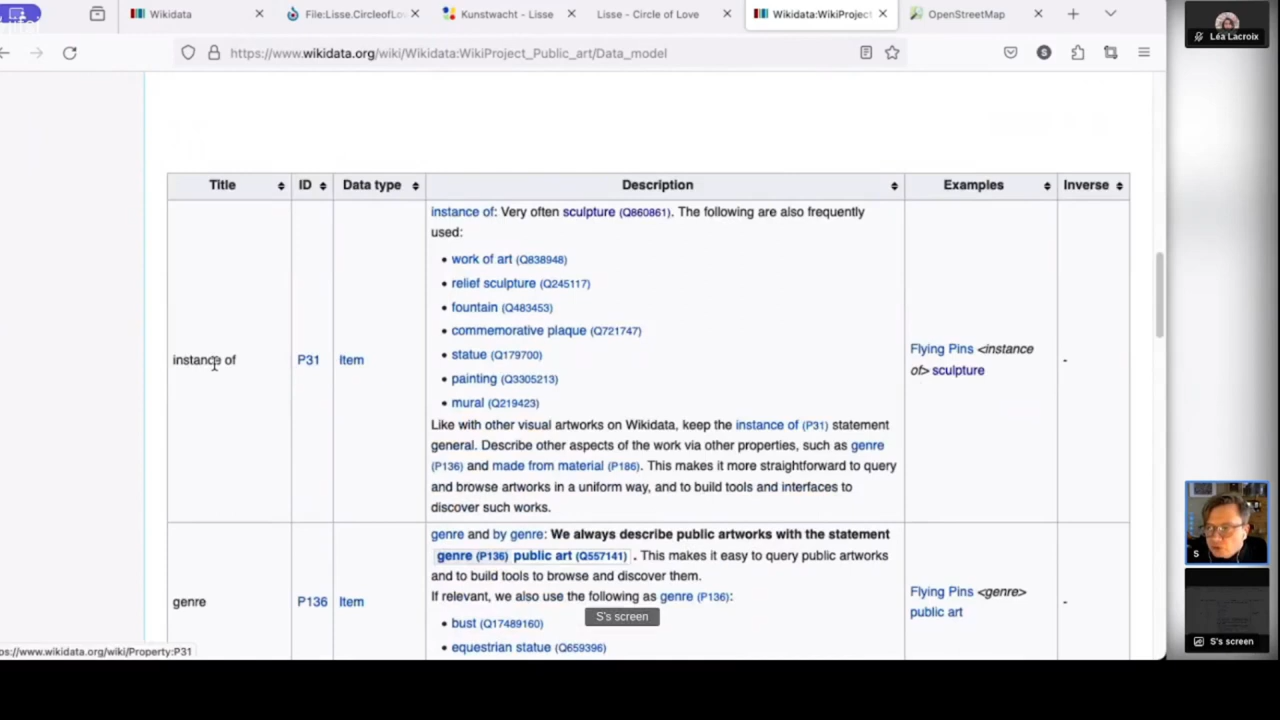 Wikidata
File:Lisse.CircleofLo
Kunstwacht - Lisse
Lisse - Circle of Love
Wikidata:WikiProject
OpenStreetMap
Léa Lacroix
https://www.wikidata.org/wiki/Wikidata:WikiProject_Public_art/Data_model
Title ID Data type Description Examples Inverse
instance of P31 Item
instance of: Very often sculpture (Q860861). The following are also frequently
used:
• work of art (Q838948)
• relief sculpture (Q245117)
• fountain (Q483453)
• commemorative plaque (Q721747)
• statue (Q179700)
• painting (Q3305213)
• mural (Q219423)
Like with other visual artworks on Wikidata, keep the instance of (P31) statement
general. Describe other aspects of the work via other properties, such as genre
(P136) and made from material (P186). This makes it more straightforward to query
and browse artworks in a uniform way, and to build tools and interfaces to
discover such works.
Flying Pins <instance
of> sculpture
-
genre P136 Item
genre and by genre: We always describe public artworks with the statement
genre (P136) public art (Q557141) . This makes it easy to query public artworks
and to build tools to browse and discover them.
If relevant, we also use the following as genre (P136):
• bust (Q17489160)
• equestrian statue (Q659396)
Flying Pins <genre>
public art
-
S's screen
S
S's screen
ps://www.wikidata.org/wiki/Property:P31